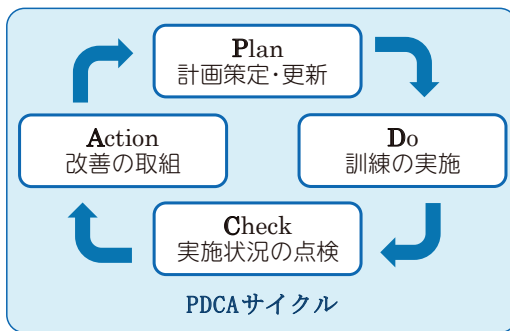 Plan
計画策定・更新
Do
訓練の実施
Check
実施状況の点検
Action
改善の取組
PDCAサイクル